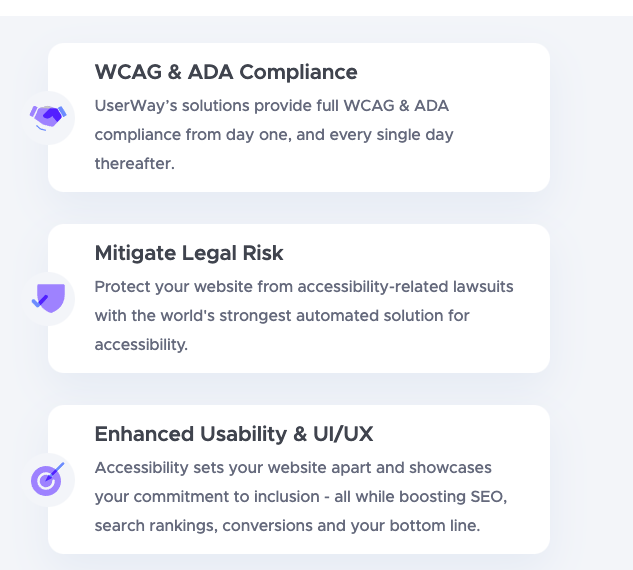 WCAG & ADA Compliance
UserWay’s solutions provide full WCAG & ADA
compliance from day one, and every single day
thereafter.
Mitigate Legal Risk
Protect your website from accessibility-related lawsuits
with the world's strongest automated solution for
accessibility.
Enhanced Usability & UI/UX
Accessibility sets your website apart and showcases
your commitment to inclusion - all while boosting SEO,
search rankings, conversions and your bottom line.